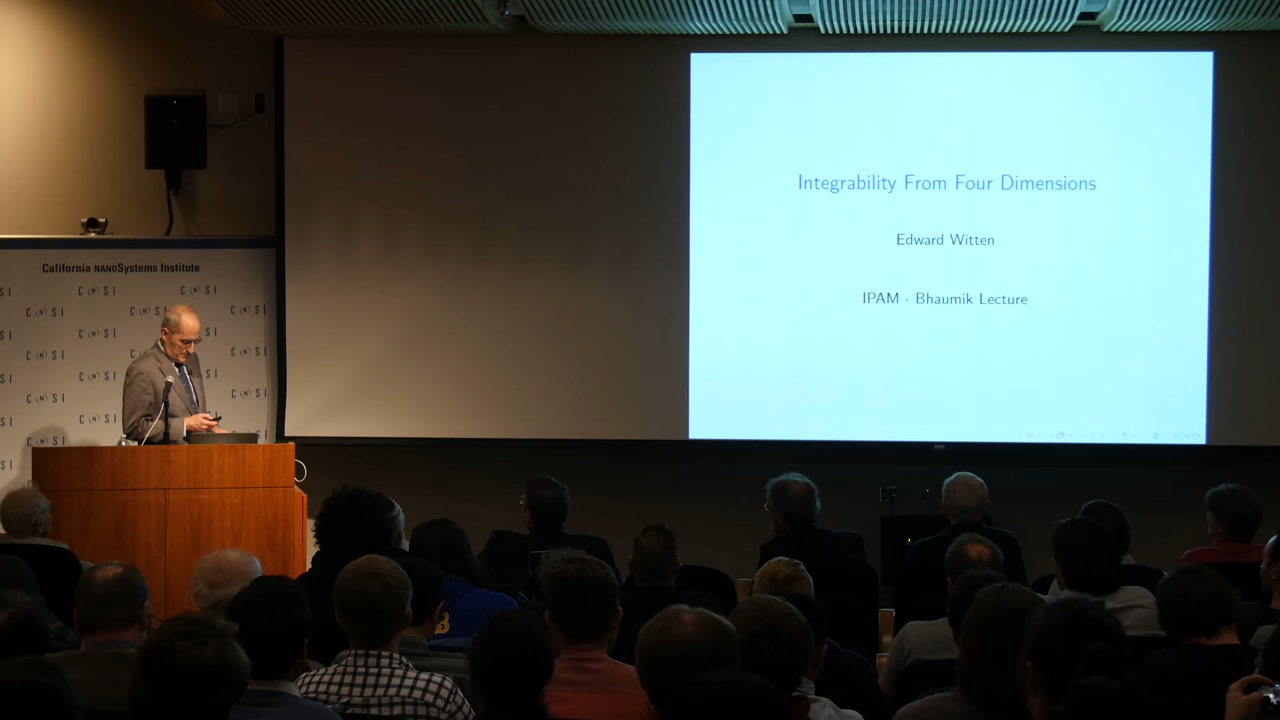 Integrability From Four Dimensions
Edward Witten
IPAM - Bhaumik Lecture
California NANOSystems Institute
S I C N S I C N S I
C N S I C N S I C N S I
S I C N S I S I
C N S I C C N S I
S I C N S I
C N S I C N S I
S I C N S I
C N S I
S I